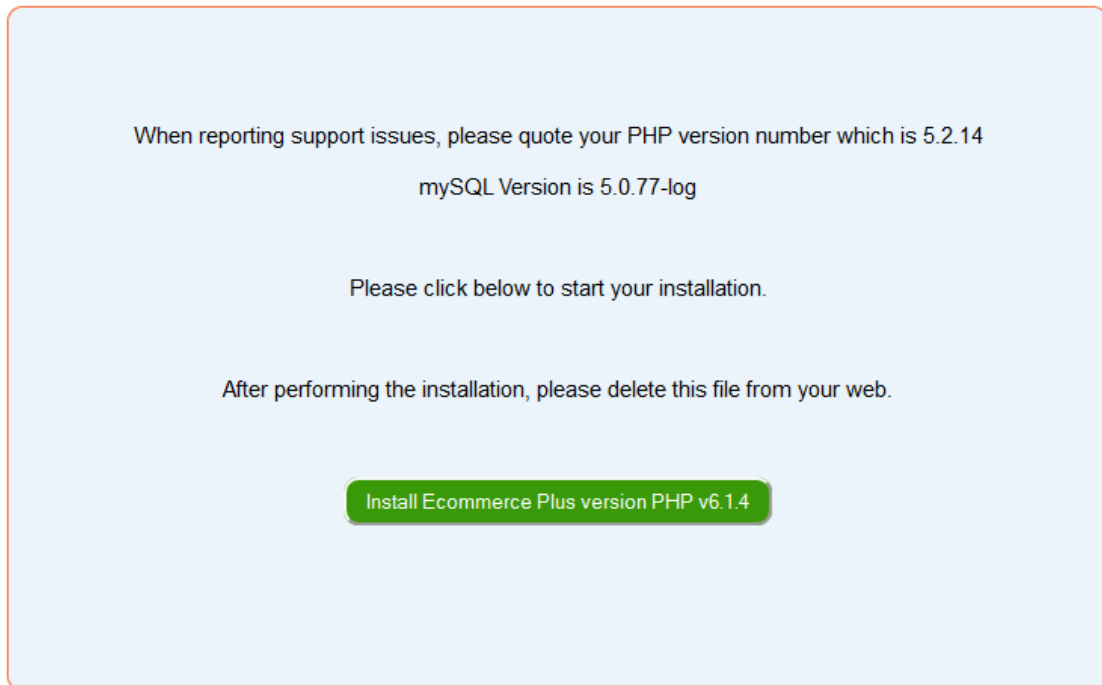 When reporting support issues, please quote your PHP version number which is 5.2.14
mySQL Version is 5.0.77-log
Please click below to start your installation.
After performing the installation, please delete this file from your web.
Install Ecommerce Plus version PHP v6.1.4